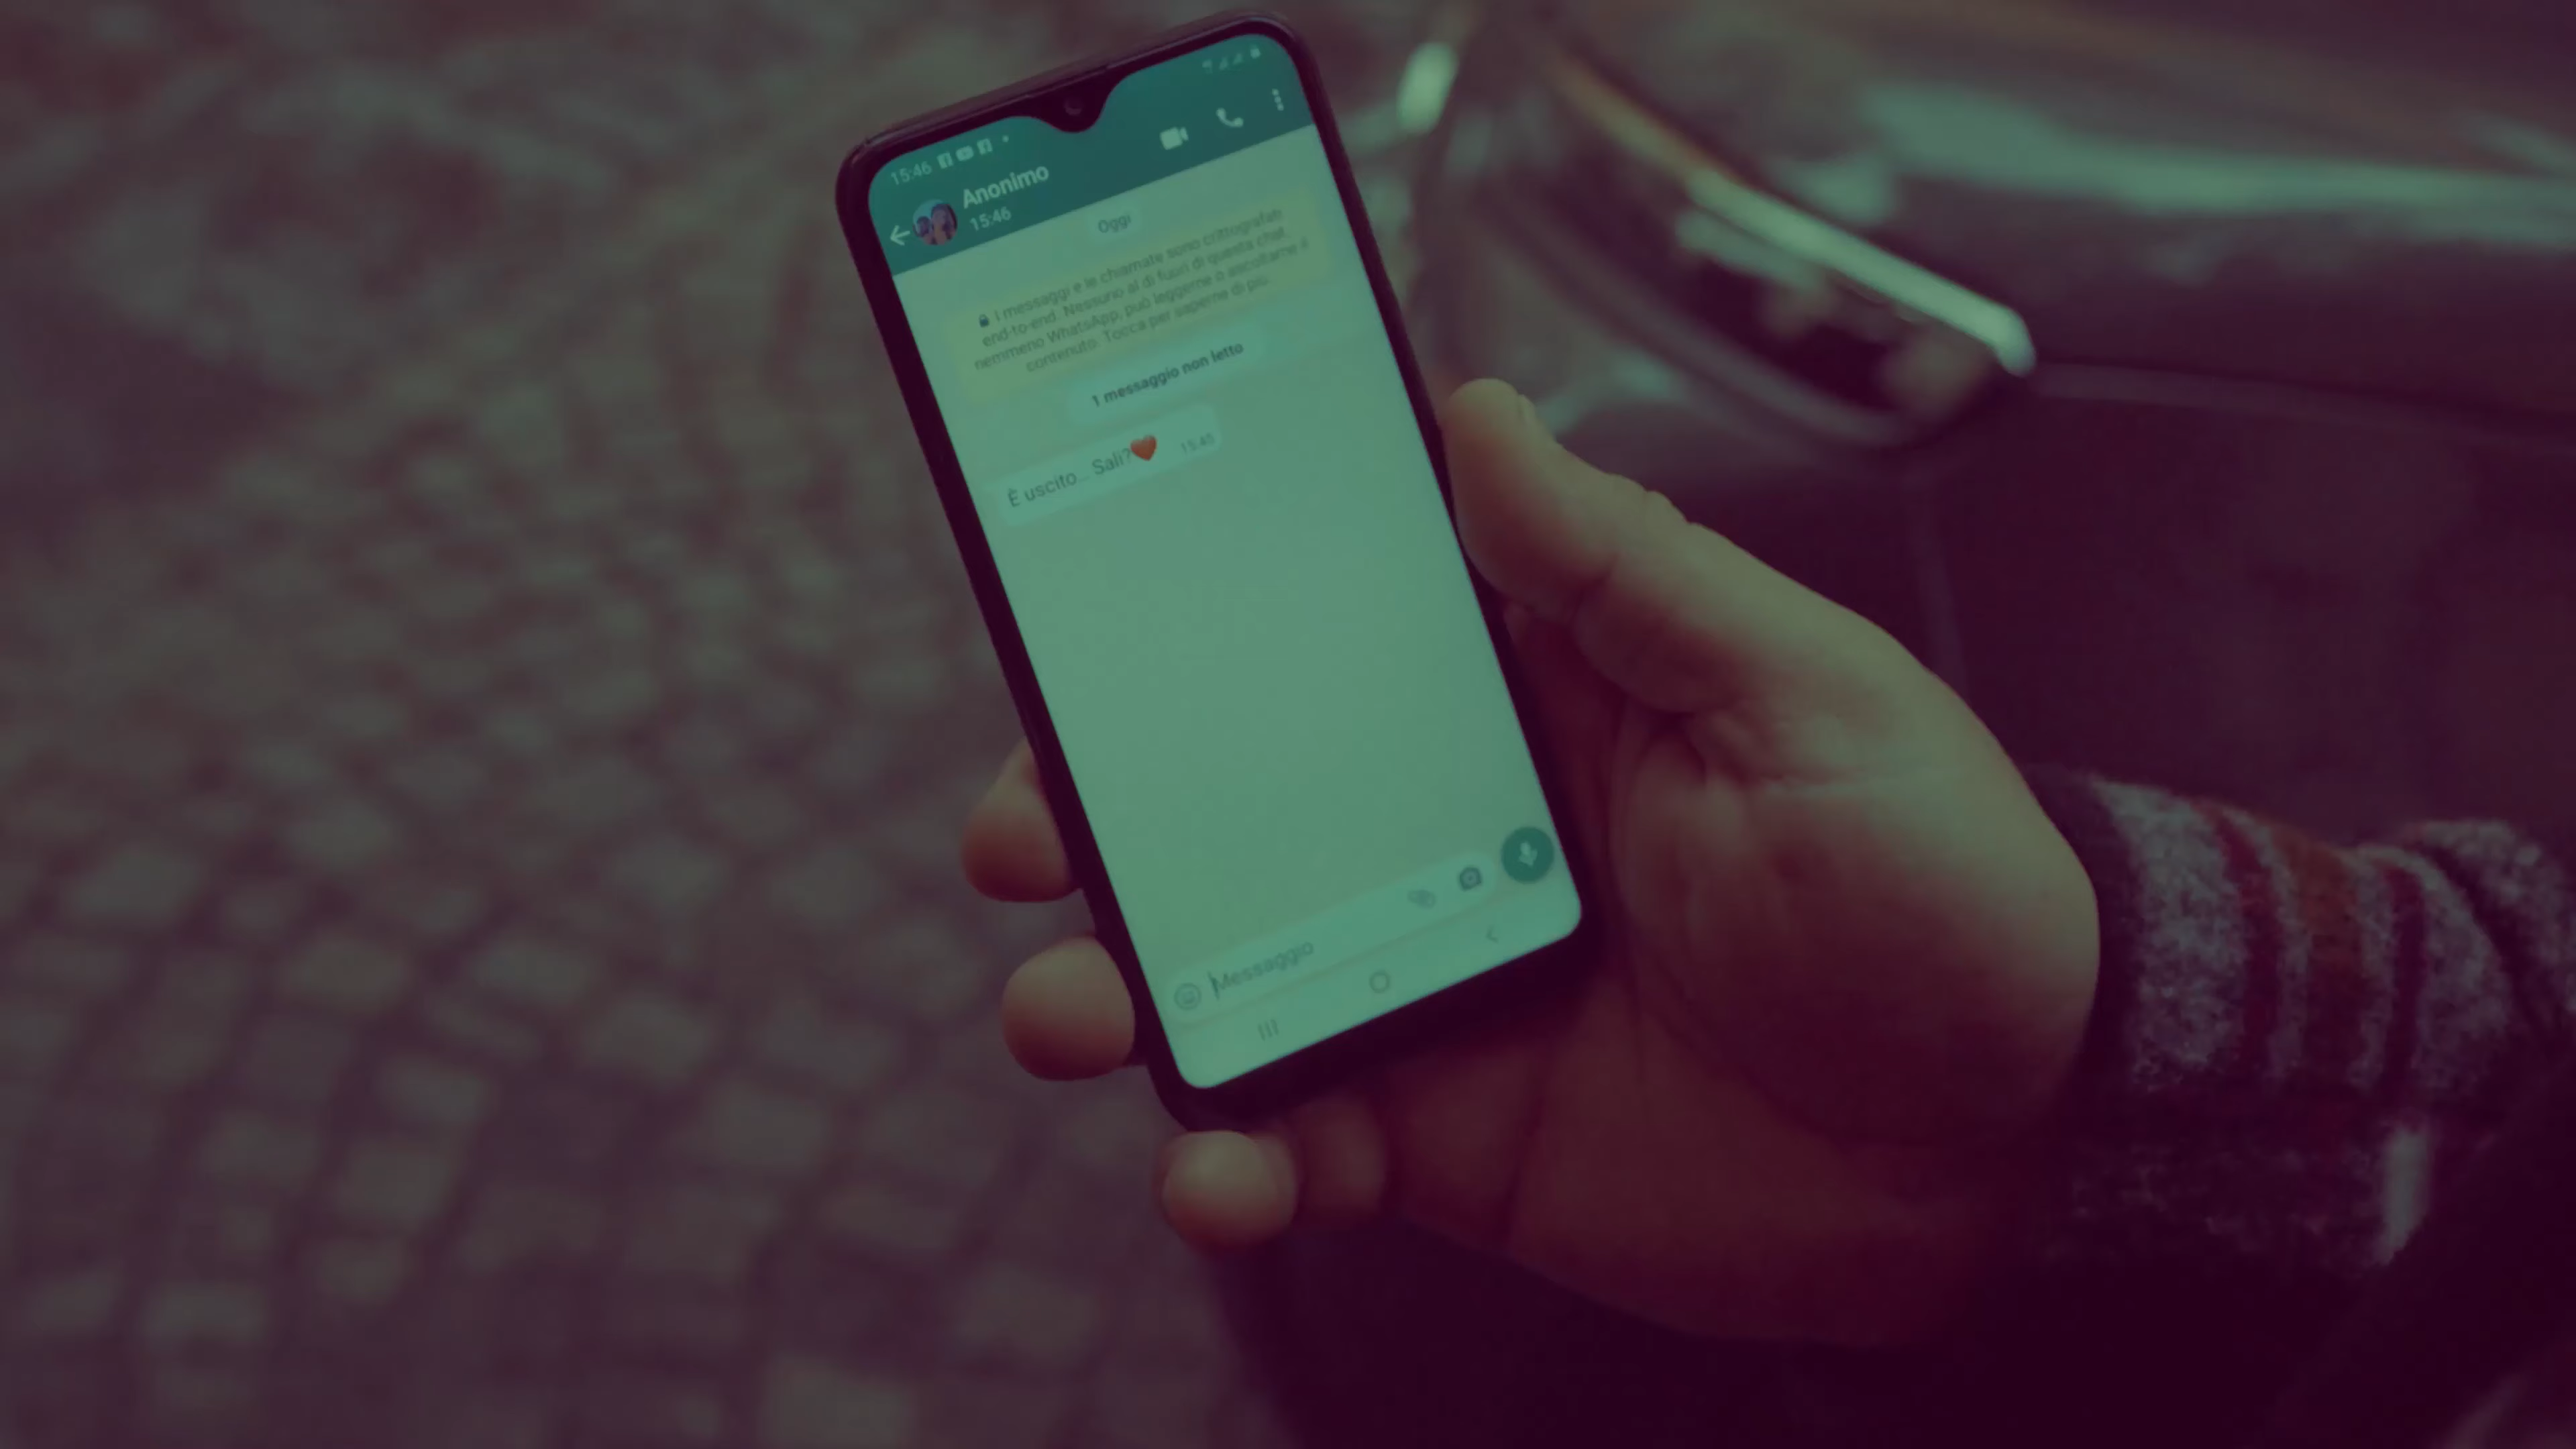 15:46
Anonimo
15:46
Oggi
I messaggi e le chiamate sono crittografati
end-to-end. Nessuno al di fuori di questa chat,
nemmeno WhatsApp, può leggerne o ascoltarne il
contenuto. Tocca per saperne di più.
1 messaggio non letto
È uscito... Sali?❤️ 15:45
Messaggio